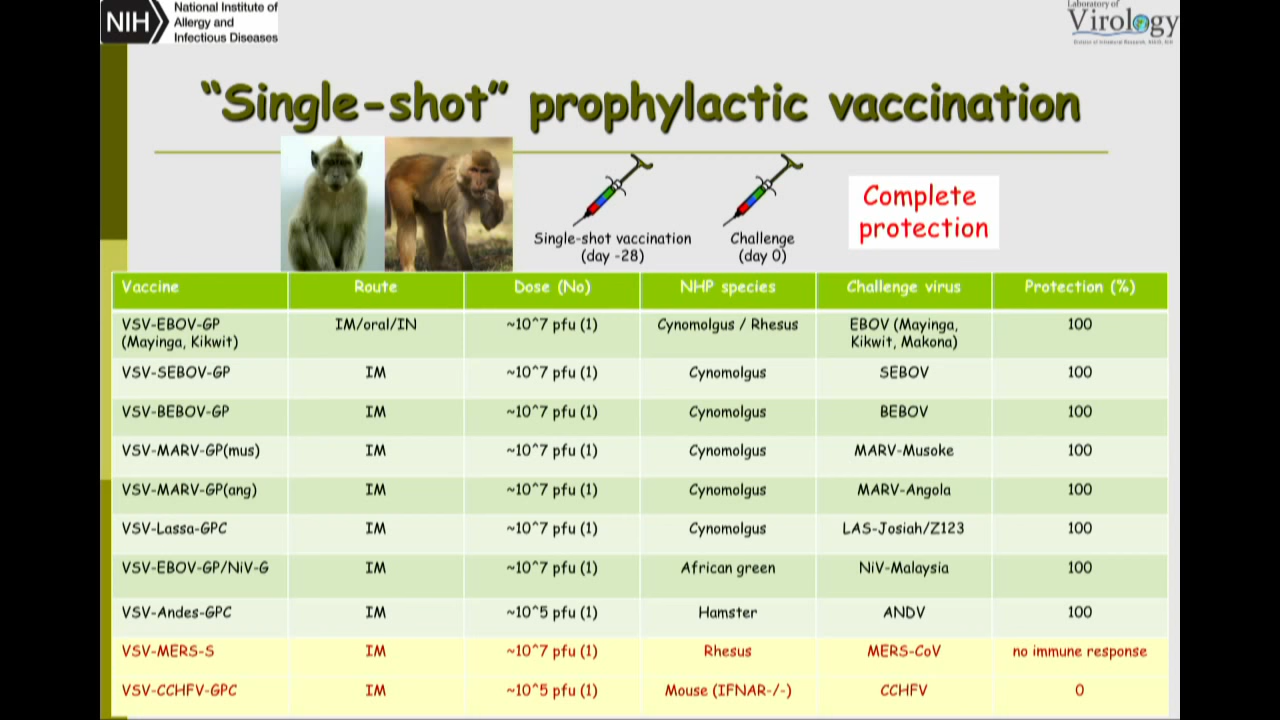 NIH
National Institute of
Allergy and
Infectious Diseases
Laboratory of
Virology
“Single-shot” prophylactic vaccination
Single-shot vaccination
(day -28)
Challenge
(day 0)
Complete
protection
Vaccine Route Dose (No) NHP species Challenge virus Protection (%)
VSV-EBOV-GP IM/oral/IN ~10^7 pfu (1) Cynomolgus / Rhesus EBOV (Mayinga, 100
(Mayinga, Kikwit) Kikwit, Makona)
VSV-SEBOV-GP IM ~10^7 pfu (1) Cynomolgus SEBOV 100
VSV-BEBOV-GP IM ~10^7 pfu (1) Cynomolgus BEBOV 100
VSV-MARV-GP(mus) IM ~10^7 pfu (1) Cynomolgus MARV-Musoke 100
VSV-MARV-GP(ang) IM ~10^7 pfu (1) Cynomolgus MARV-Angola 100
VSV-Lassa-GPC IM ~10^7 pfu (1) Cynomolgus LAS-Josiah/Z123 100
VSV-EBOV-GP/NiV-G IM ~10^7 pfu (1) African green NiV-Malaysia 100
VSV-Andes-GPC IM ~10^5 pfu (1) Hamster ANDV 100
VSV-MERS-S IM ~10^7 pfu (1) Rhesus MERS-CoV no immune response
VSV-CCHFV-GPC IM ~10^5 pfu (1) Mouse (IFNAR-/-) CCHFV 0